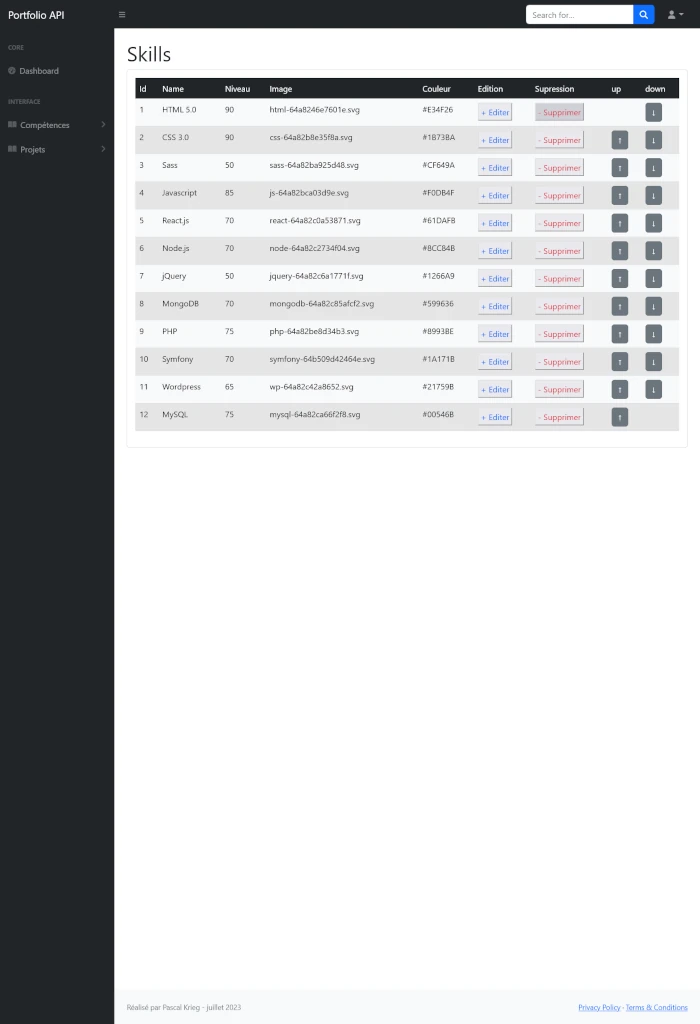 Portfolio API
Search for...
CORE
Dashboard
INTERFACE
Compétences
Projets
Skills
Id Name Niveau Image Couleur Edition Supression up down
1 HTML 5.0 90 html-64a8246e7601e.svg #E34F26 + Editer - Supprimer ↓
2 CSS 3.0 90 css-64a82b8e35f8a.svg #1B73BA + Editer - Supprimer ↑ ↓
3 Sass 50 sass-64a82ba925d48.svg #CF649A + Editer - Supprimer ↑ ↓
4 Javascript 85 js-64a82bca03d9e.svg #F0DB4F + Editer - Supprimer ↑ ↓
5 React.js 70 react-64a82c0a53871.svg #61DAFB + Editer - Supprimer ↑ ↓
6 Node.js 70 node-64a82c2734f04.svg #8CC84B + Editer - Supprimer ↑ ↓
7 jQuery 50 jquery-64a82c6a1771f.svg #1266A9 + Editer - Supprimer ↑ ↓
8 MongoDB 70 mongodb-64a82c85afcf2.svg #599636 + Editer - Supprimer ↑ ↓
9 PHP 75 php-64a82be8d34b3.svg #8993BE + Editer - Supprimer ↑ ↓
10 Symfony 70 symfony-64b509d42464e.svg #1A171B + Editer - Supprimer ↑ ↓
11 Wordpress 65 wp-64a82c42a8652.svg #21759B + Editer - Supprimer ↑ ↓
12 MySQL 75 mysql-64a82ca66f2f8.svg #00546B + Editer - Supprimer ↑
Réalisé par Pascal Krieg - juillet 2023
Privacy Policy · Terms & Conditions